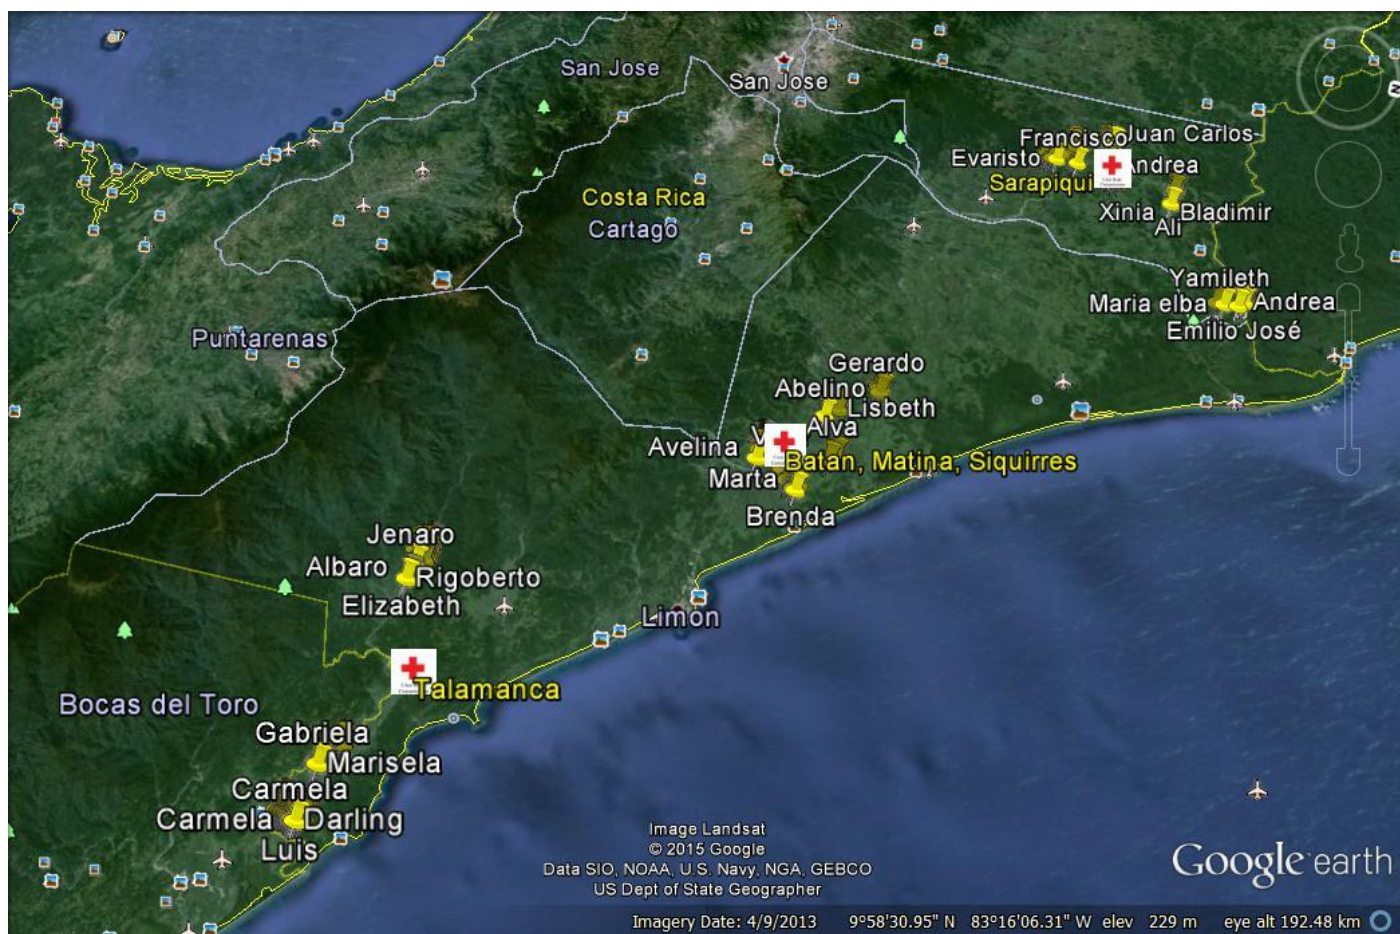 San Jose
San Jose
Francisco
Juan Carlos
Evaristo
Andrea
Sarapiqui
Costa Rica
Cartago
Xinia
Bladimir
Ali
Yamileth
Maria elba
Andrea
Emilio José
Puntarenas
Gerardo
Abelino
Lisbeth
Alva
Avelina
Batan, Matina, Siquirres
Marta
Brenda
Jenaro
Albaro
Rigoberto
Elizabeth
Limon
Talamanca
Bocas del Toro
Gabriela
Marisela
Carmela
Carmela
Darling
Luis
Image Landsat
© 2015 Google
Data SIO, NOAA, U.S. Navy, NGA, GEBCO
US Dept of State Geographer
Google earth
Imagery Date: 4/9/2013 9°58'30.95" N 83°16'06.31" W elev 229 m eye alt 192.48 km